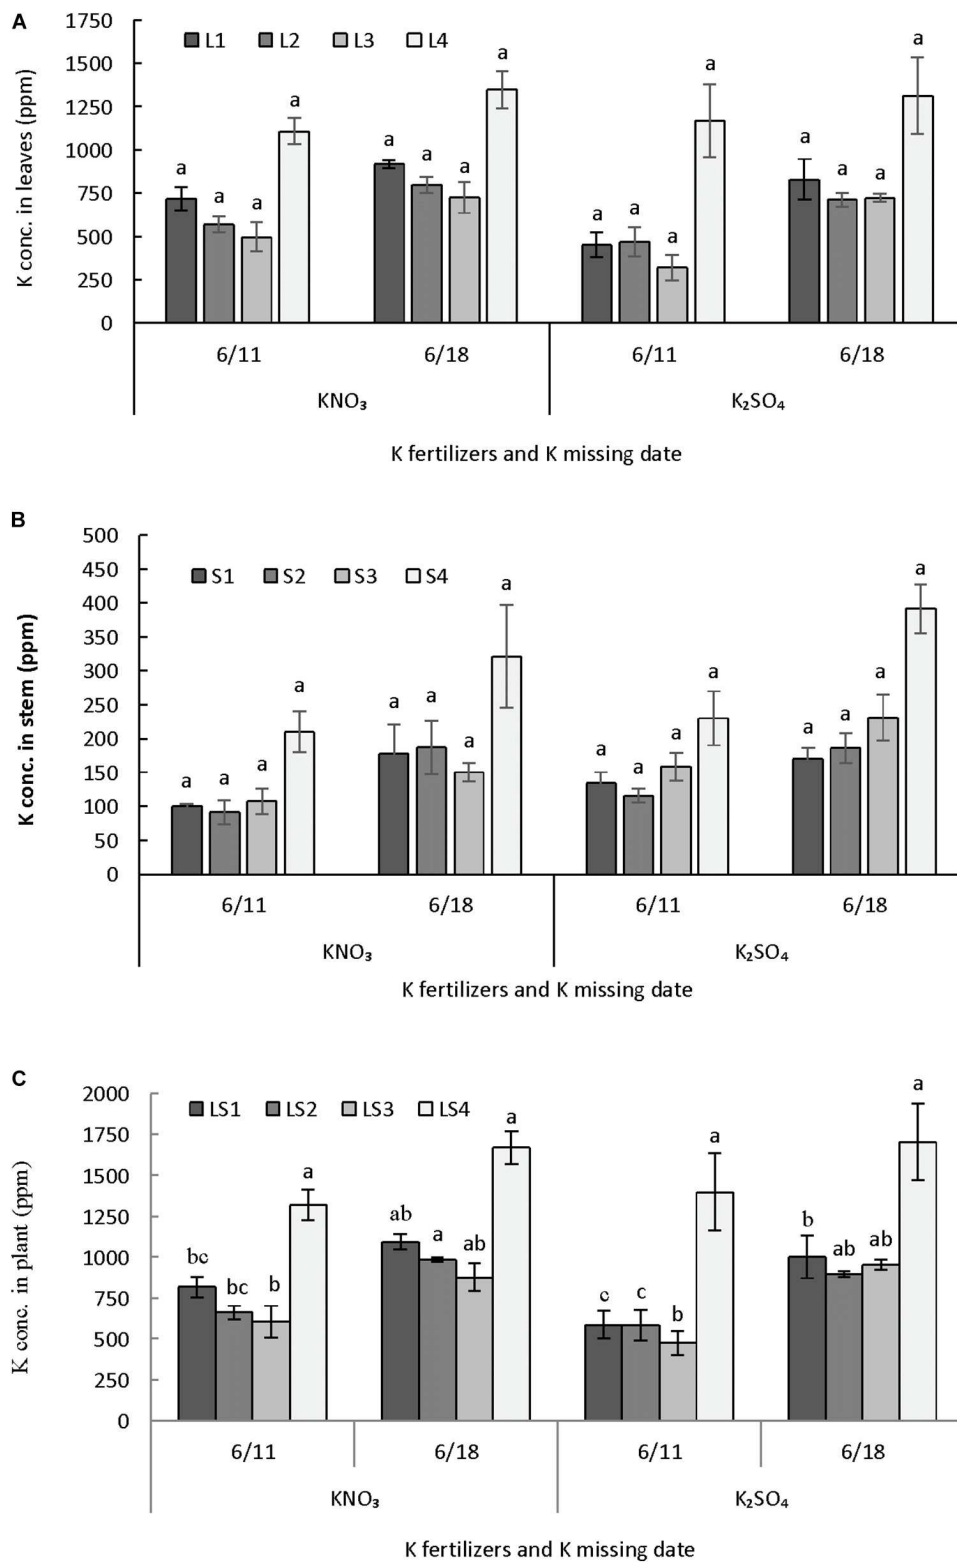 A
K conc. in leaves (ppm)
1750
1500
1250
1000
750
500
250
0
L1 L2 L3 L4
a a a a a a a a a a a a a a a a
6/11 6/18 6/11 6/18
KNO₃ K₂SO₄
K fertilizers and K missing date
B
K conc. in stem (ppm)
500
450
400
350
300
250
200
150
100
50
0
S1 S2 S3 S4
a a a a a a a a a a a a a a a a
6/11 6/18 6/11 6/18
KNO₃ K₂SO₄
K fertilizers and K missing date
C
K conc. in plant (ppm)
2000
1750
1500
1250
1000
750
500
250
0
LS1 LS2 LS3 LS4
bc bc b a ab a ab a c c b a b ab ab a
6/11 6/18 6/11 6/18
KNO₃ K₂SO₄
K fertilizers and K missing date